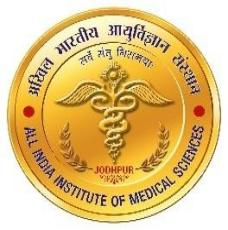 अखिल भारतीय आयुर्विज्ञान संस्थान
सर्वे सन्तु निरामयाः
JODHPUR
ALL INDIA INSTITUTE OF MEDICAL SCIENCES